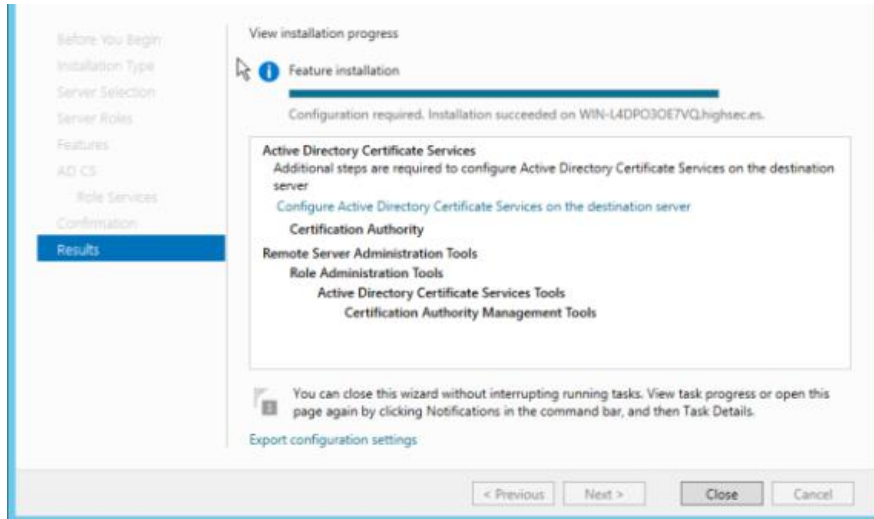 Before You Begin
View installation progress
Installation Type
Feature installation
Server Selection
Server Roles
Configuration required. Installation succeeded on WIN-L4DPO3OE7VQ.highsec.es.
Features
AD CS
Role Services
Confirmation
Results
Active Directory Certificate Services
Additional steps are required to configure Active Directory Certificate Services on the destination
server
Configure Active Directory Certificate Services on the destination server
Certification Authority
Remote Server Administration Tools
Role Administration Tools
Active Directory Certificate Services Tools
Certification Authority Management Tools
You can close this wizard without interrupting running tasks. View task progress or open this
page again by clicking Notifications in the command bar, and then Task Details.
Export configuration settings
< Previous
Next >
Close
Cancel